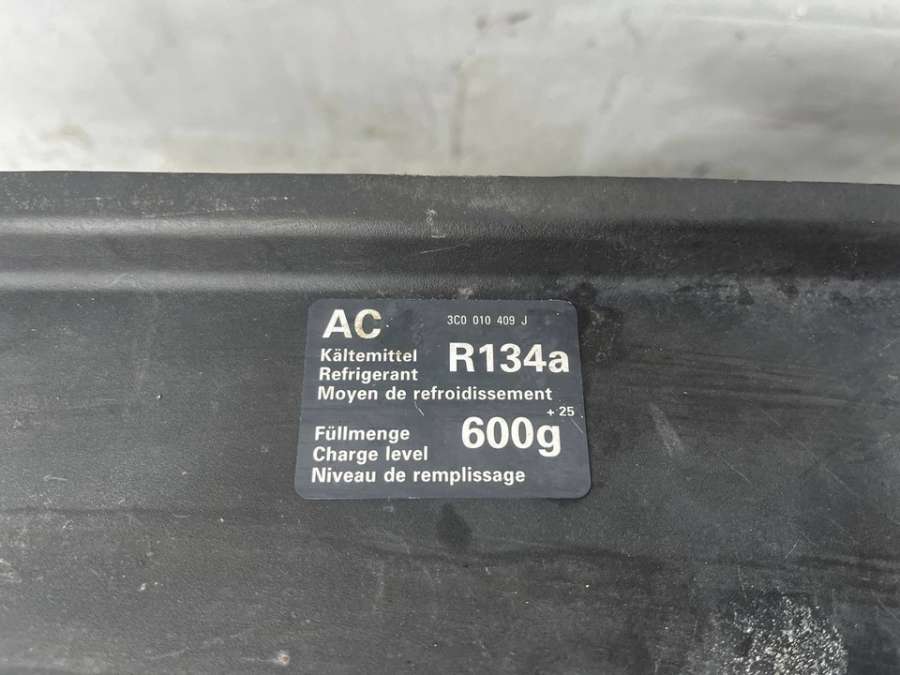 AC 3C0 010 409 J
Kältemittel R134a
Refrigerant
Moyen de refroidissement
Füllmenge 600g + 25
Charge level
Niveau de remplissage